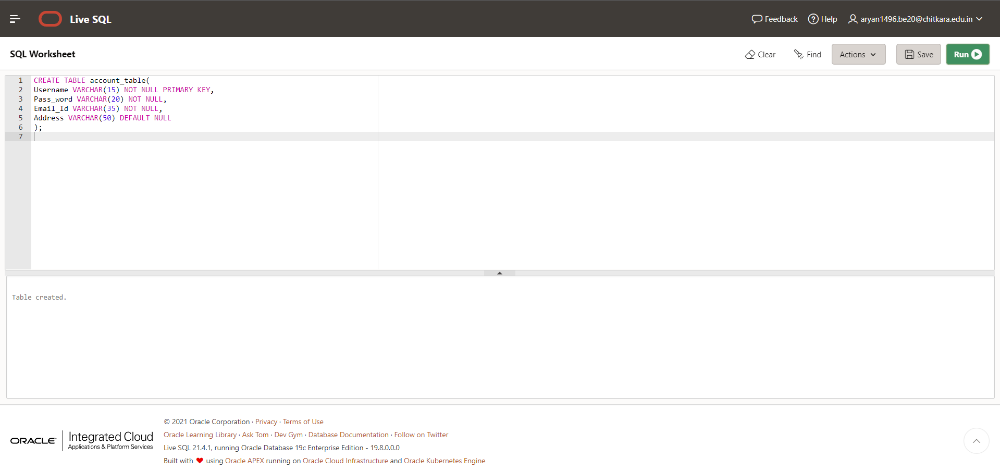 Live SQL
Feedback Help aryan1496.be20@chitkara.edu.in
SQL Worksheet
Clear Find Actions Save Run
1 CREATE TABLE account_table(
2 Username VARCHAR(15) NOT NULL PRIMARY KEY,
3 Pass_word VARCHAR(20) NOT NULL,
4 Email_Id VARCHAR(35) NOT NULL,
5 Address VARCHAR(50) DEFAULT NULL
6 );
7
Table created.
ORACLE Integrated Cloud
Applications & Platform Services
© 2021 Oracle Corporation · Privacy · Terms of Use
Oracle Learning Library · Ask Tom · Dev Gym · Database Documentation · Follow on Twitter
Live SQL 21.4.1, running Oracle Database 19c Enterprise Edition - 19.8.0.0.0
Built with ❤ using Oracle APEX running on Oracle Cloud Infrastructure and Oracle Kubernetes Engine